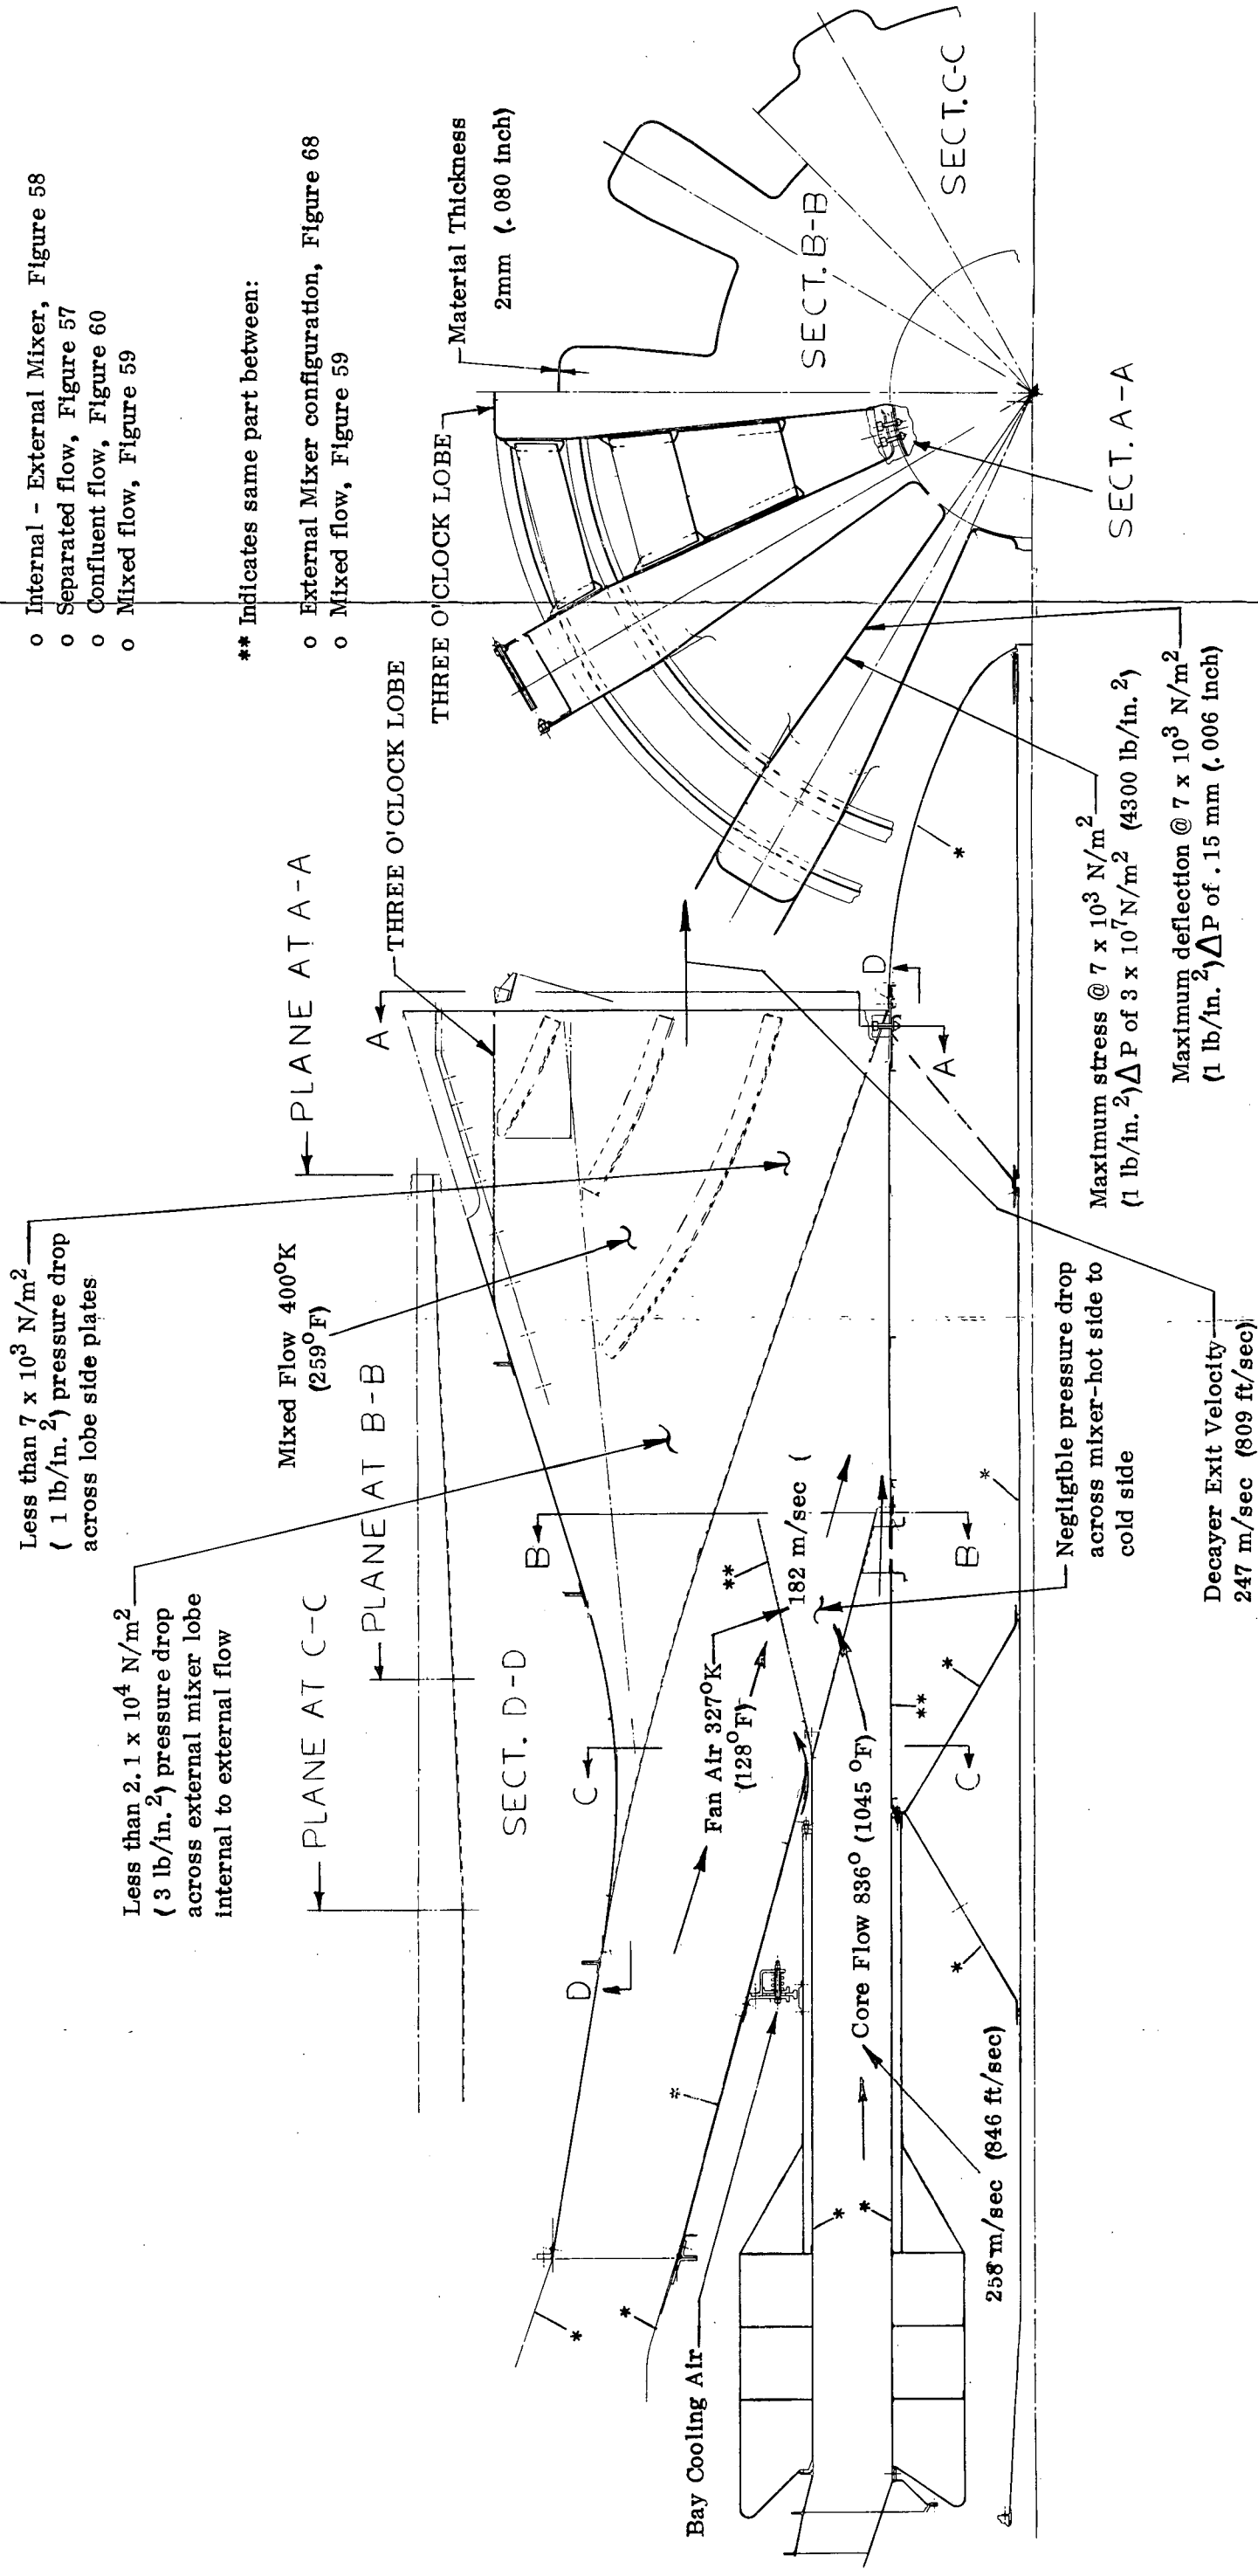 o Internal - External Mixer, Figure 58
o Separated flow, Figure 57
o Confluent flow, Figure 60
o Mixed flow, Figure 59
** Indicates same part between:
o External Mixer configuration, Figure 68
o Mixed flow, Figure 59
Less than 7 x 10³ N/m²
( 1 lb/in.²) pressure drop
across lobe side plates
Less than 2.1 x 10⁴ N/m²
( 3 lb/in.²) pressure drop
across external mixer lobe
internal to external flow
Mixed Flow 400°K
(259°F)
PLANE AT C-C
PLANE AT B-B
PLANE AT A-A
THREE O'CLOCK LOBE
THREE O'CLOCK LOBE
Material Thickness
2mm (.080 inch)
SECT. D-D
SECT. B-B
SECT. C-C
SECT. A-A
A
A
B
B
C
C
D
D
Fan Air 327°K
(128°F)
182 m/sec (
**
**
*
*
*
*
*
*
*
*
*
Bay Cooling Air
Core Flow 836° (1045 °F)
258 m/sec (846 ft/sec)
Negligible pressure drop
across mixer-hot side to
cold side
Decayer Exit Velocity
247 m/sec (809 ft/sec)
Maximum stress @ 7 x 10³ N/m²
(1 lb/in.²)ΔP of 3 x 10⁷N/m² (4300 lb/in.²)
Maximum deflection @ 7 x 10³ N/m²
(1 lb/in.²)ΔP of .15 mm (.006 inch)